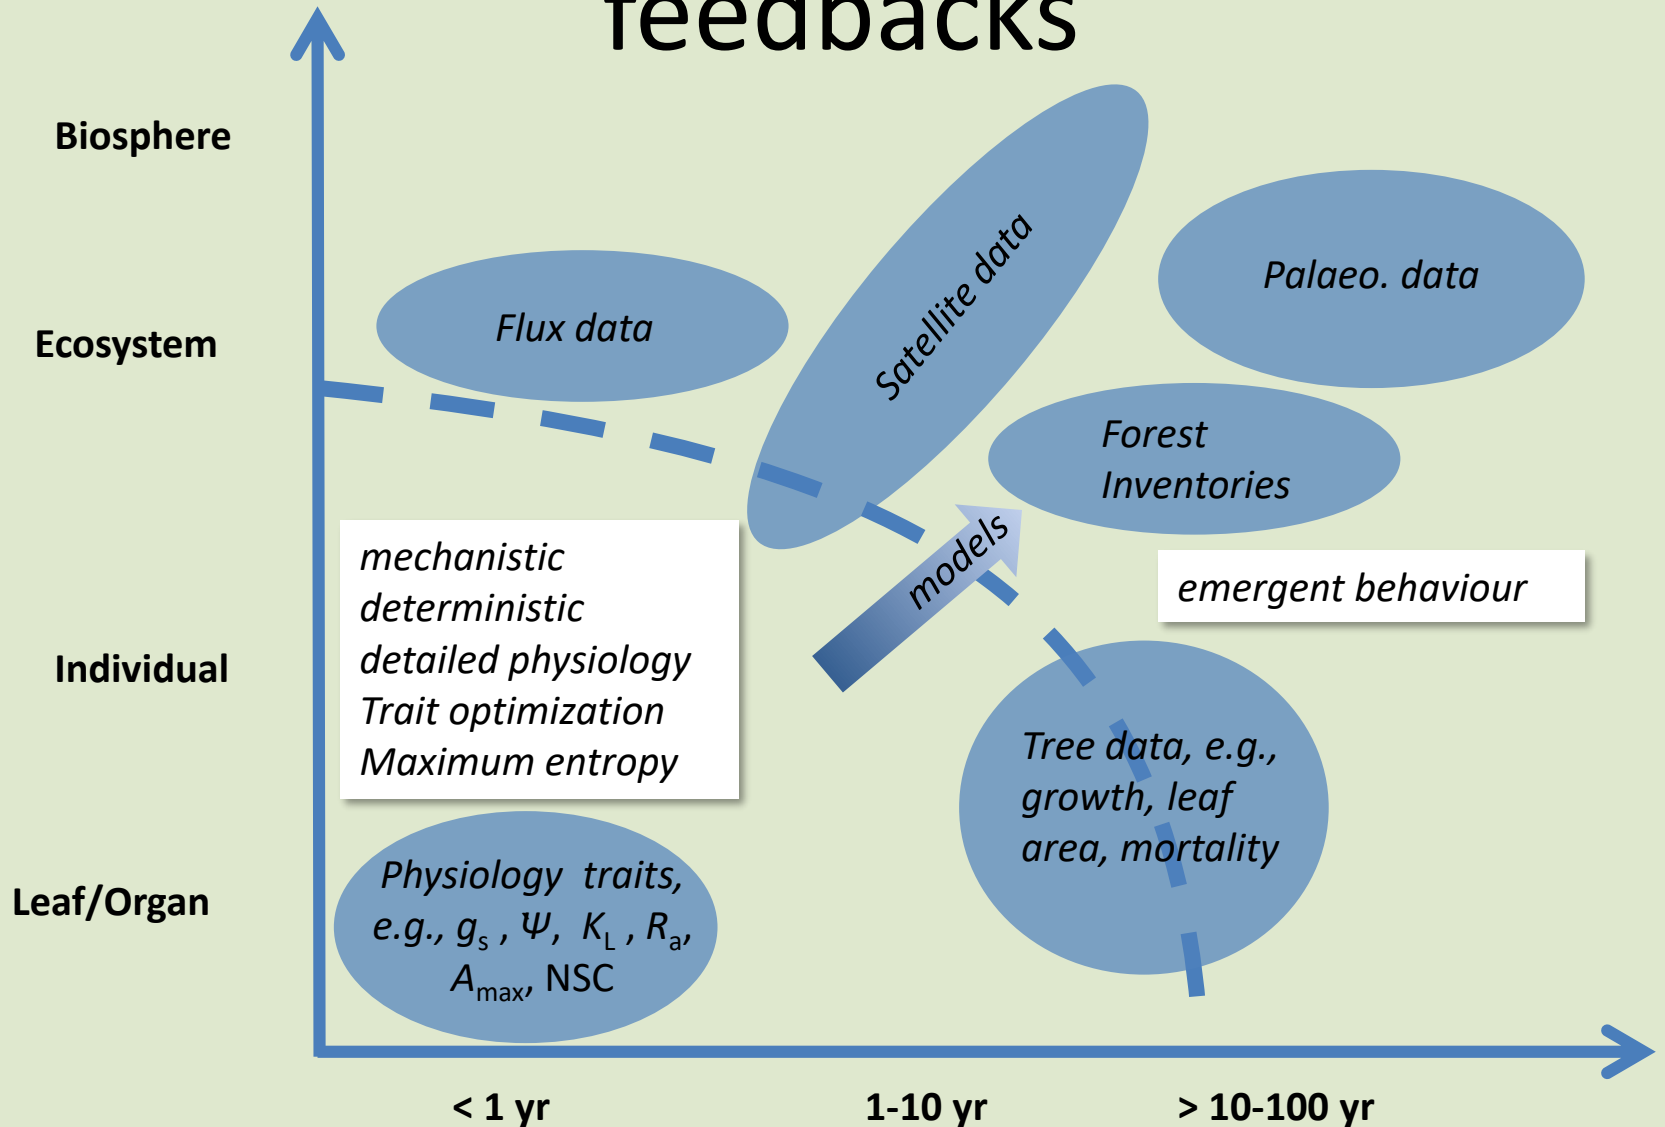 feedbacks
Biosphere
Ecosystem
Individual
Leaf/Organ
Flux data
Satellite data
Palaeo. data
Forest
Inventories
mechanistic
deterministic
detailed physiology
Trait optimization
Maximum entropy
models
emergent behaviour
Tree data, e.g.,
growth, leaf
area, mortality
Physiology traits,
e.g., gs , Ψ, KL , Ra,
Amax, NSC
< 1 yr
1-10 yr
> 10-100 yr